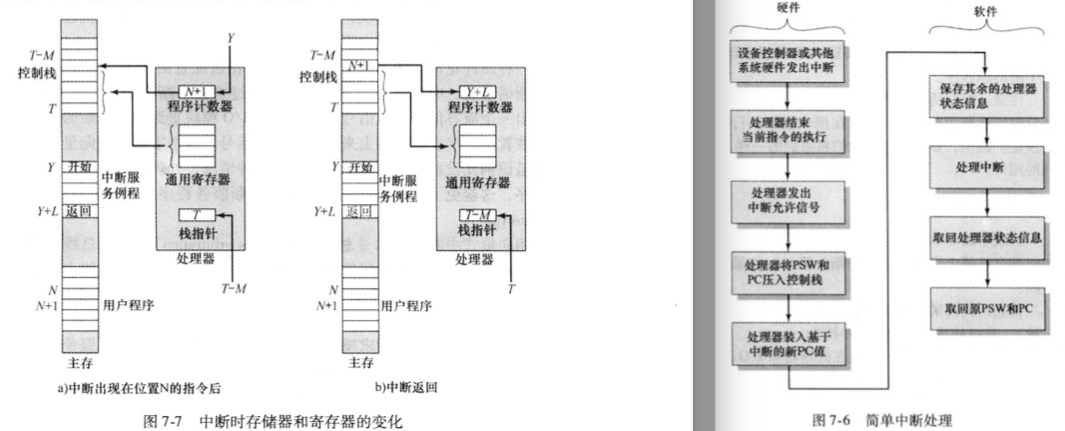 T-M
控制栈
T
Y
开始
中断服
务例程
Y+L
返回
N
N+1
用户程序
主存
Y
N+1
程序计数器
通用寄存器
T
栈指针
处理器
T-M
a)中断出现在位置N的指令后
T-M
N+1
控制栈
T
Y
开始
中断服
务例程
Y+L
返回
N
N+1
用户程序
主存
Y+L
程序计数器
通用寄存器
T-M
栈指针
处理器
T
b)中断返回
图 7-7 中断时存储器和寄存器的变化
硬件
设备控制器或其他
系统硬件发出中断
处理器结束
当前指令的执行
处理器发出
中断允许信号
处理器将PSW和
PC压入控制栈
处理器装入基于
中断的新PC值
软件
保存其余的处理器
状态信息
处理中断
取回处理器状态信息
取回原PSW和PC
图 7-6 简单中断处理